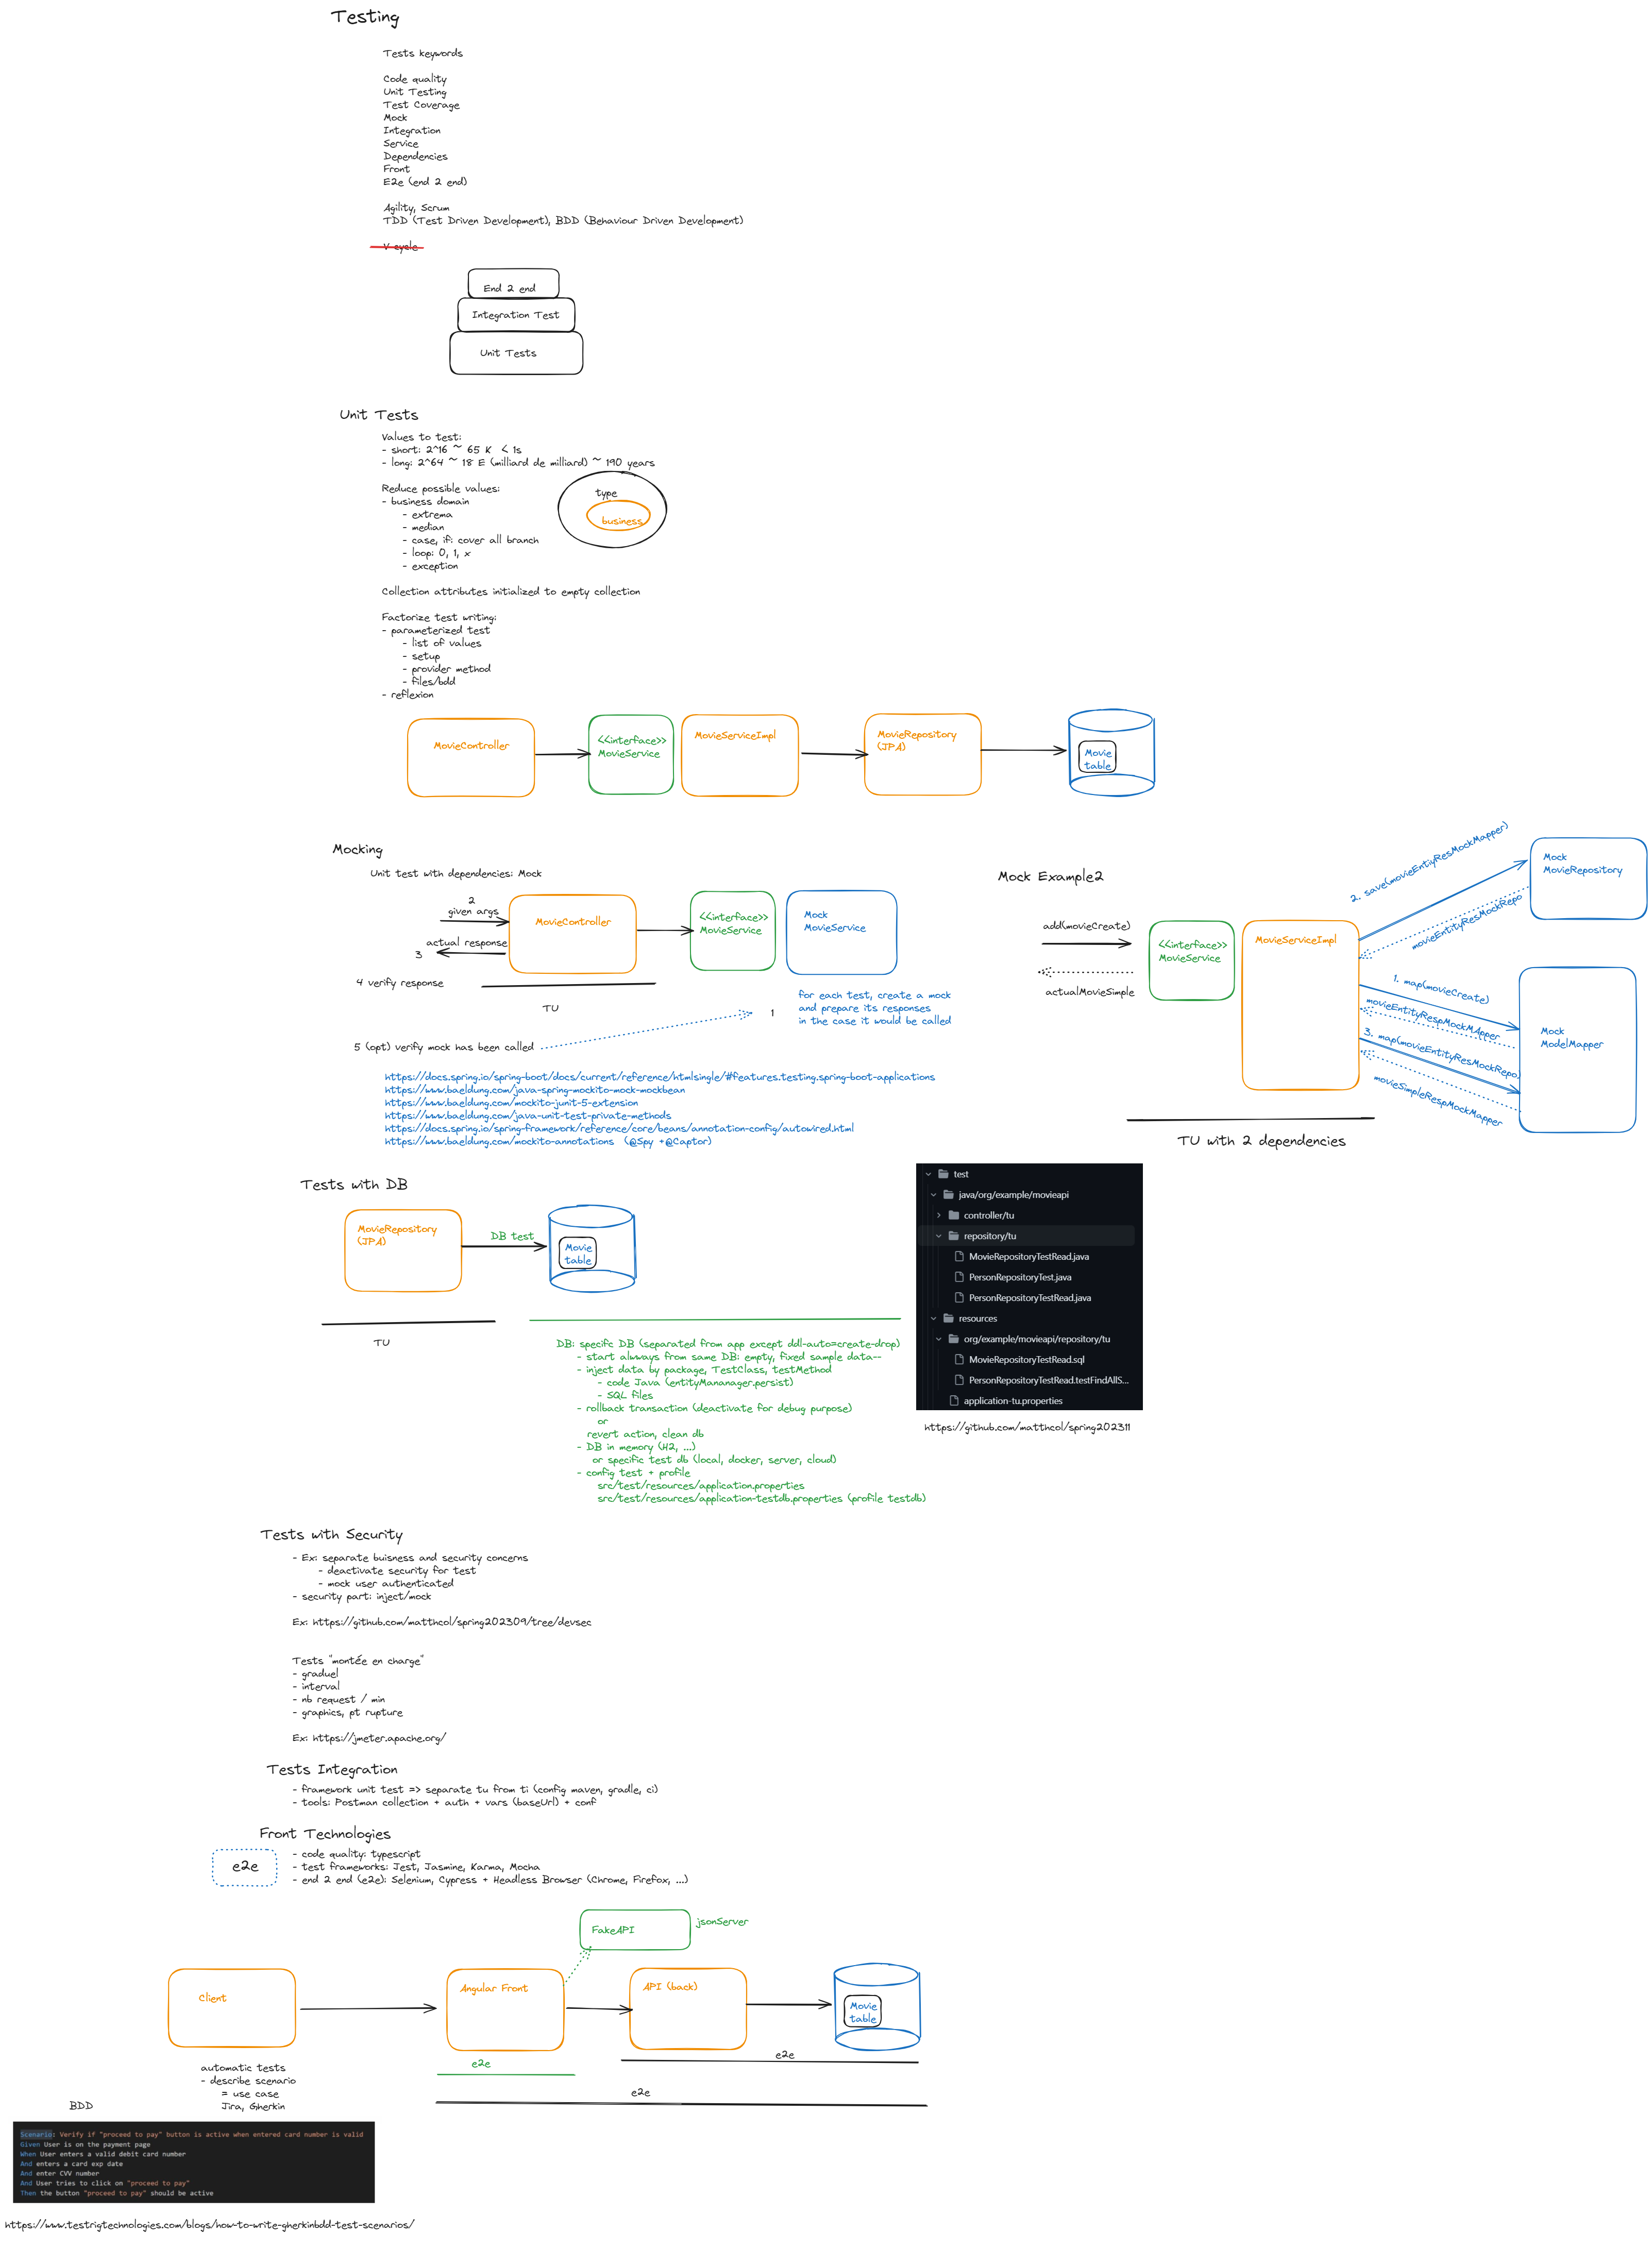 Testing
Tests keywords
Code quality
Unit Testing
Test Coverage
Mock
Integration
Service
Dependencies
Front
E2e (end 2 end)
Agility, Scrum
TDD (Test Driven Development), BDD (Behaviour Driven Development)
V-cycle
End 2 end
Integration Test
Unit Tests
Unit Tests
Values to test:
- short: 2^16 ~ 65 K < 1s
- long: 2^64 ~ 18 E (milliard de milliard) ~ 190 years
Reduce possible values:
- business domain
- extrema
- median
- case, if: cover all branch
- loop: 0, 1, x
- exception
type
business
Collection attributes initialized to empty collection
Factorize test writing:
- parameterized test
- list of values
- setup
- provider method
- files/bdd
- reflexion
MovieController
<<interface>>
MovieService
MovieServiceImpl
MovieRepository
(JPA)
Movie
table
Mocking
Unit test with dependencies: Mock
2
given args
actual response
3
4 verify response
MovieController
<<interface>>
MovieService
Mock
MovieService
TU
1
for each test, create a mock
and prepare its responses
in the case it would be called
5 (opt) verify mock has been called
https://docs.spring.io/spring-boot/docs/current/reference/htmlsingle/#features.testing.spring-boot-applications
https://www.baeldung.com/java-spring-mockito-mock-mockbean
https://www.baeldung.com/mockito-junit-5-extension
https://www.baeldung.com/java-unit-test-private-methods
https://docs.spring.io/spring-framework/reference/core/beans/annotation-config/autowired.html
https://www.baeldung.com/mockito-annotations (@Spy +@Captor)
Mock Example2
add(movieCreate)
actualMovieSimple
<<interface>>
MovieService
MovieServiceImpl
2. save(movieEntiyResMockMapper)
movieEntityResMockRepo
Mock
MovieRepository
1. map(movieCreate)
movieEntityRespMockMApper
3. map(movieEntityResMockRepo)
movieSimpleRespMockMapper
Mock
ModelMapper
TU with 2 dependencies
Tests with DB
MovieRepository
(JPA)
DB test
Movie
table
TU
DB: specifc DB (separated from app except ddl-auto=create-drop)
- start alwways from same DB: empty, fixed sample data--
- inject data by package, TestClass, testMethod
- code Java (entityMananager.persist)
- SQL files
- rollback transaction (deactivate for debug purpose)
or
revert action, clean db
- DB in memory (H2, ...)
or specific test db (local, docker, server, cloud)
- config test + profile
src/test/resources/application.properties
src/test/resources/application-testdb.properties (profile testdb)
test
java/org/example/movieapi
controller/tu
repository/tu
MovieRepositoryTestRead.java
PersonRepositoryTest.java
PersonRepositoryTestRead.java
resources
org/example/movieapi/repository/tu
MovieRepositoryTestRead.sql
PersonRepositoryTestRead.testFindAllS...
application-tu.properties
https://github.com/matthcol/spring202311
Tests with Security
- Ex: separate buisness and security concerns
- deactivate security for test
- mock user authenticated
- security part: inject/mock
Ex: https://github.com/matthcol/spring202309/tree/devsec
Tests "montée en charge"
- graduel
- interval
- nb request / min
- graphics, pt rupture
Ex: https://jmeter.apache.org/
Tests Integration
- framework unit test => separate tu from ti (config maven, gradle, ci)
- tools: Postman collection + auth + vars (baseUrl) + conf
Front Technologies
e2e
- code quality: typescript
- test frameworks: Jest, Jasmine, Karma, Mocha
- end 2 end (e2e): Selenium, Cypress + Headless Browser (Chrome, Firefox, ...)
FakeAPI
jsonServer
Client
Angular Front
API (back)
Movie
table
e2e
e2e
e2e
automatic tests
- describe scenario
= use case
Jira, Gherkin
BDD
Scenario: Verify if "proceed to pay" button is active when entered card number is valid
Given User is on the payment page
When User enters a valid debit card number
And enters a card exp date
And enter CVV number
And User tries to click on "proceed to pay"
Then the button "proceed to pay" should be active
https://www.testrigtechnologies.com/blogs/how-to-write-gherkinbdd-test-scenarios/